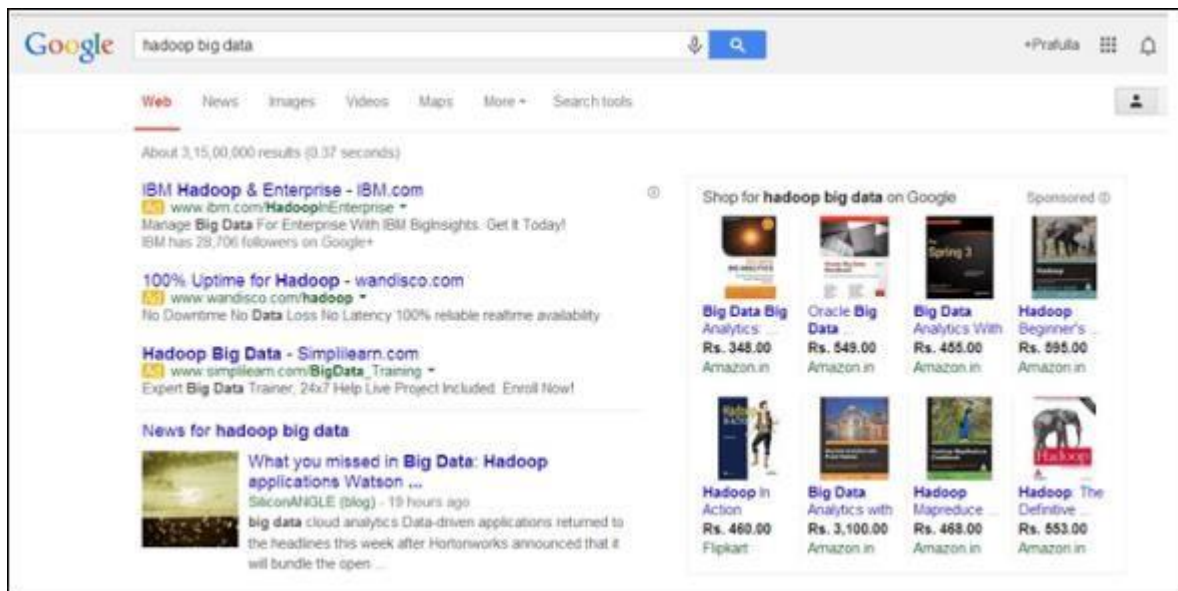 Google
hadoop big data
+Prafulla
Web News Images Videos Maps More Search tools
About 3,15,00,000 results (0.37 seconds)
IBM Hadoop & Enterprise - IBM.com
Ad www.ibm.com/HadoopInEnterprise
Manage Big Data For Enterprise With IBM BigInsights. Get It Today!
IBM has 28,706 followers on Google+
100% Uptime for Hadoop - wandisco.com
Ad www.wandisco.com/hadoop
No Downtime No Data Loss No Latency 100% reliable realtime availability
Hadoop Big Data - Simplilearn.com
Ad www.simplilearn.com/BigData_Training
Expert Big Data Trainer, 24x7 Help Live Project Included. Enroll Now!
News for hadoop big data
What you missed in Big Data: Hadoop
applications Watson ...
SiliconANGLE (blog) - 19 hours ago
big data cloud analytics Data-driven applications returned to
the headlines this week after Hortonworks announced that it
will bundle the open ...
Shop for hadoop big data on Google Sponsored
BIG ANALYTICS
Spring 3
Hadoop
Big Data Big
Analytics: ...
Rs. 348.00
Amazon.in
Oracle Big
Data ...
Rs. 549.00
Amazon.in
Big Data
Analytics With
Rs. 455.00
Amazon.in
Hadoop
Beginner's ...
Rs. 595.00
Amazon.in
Hadoop
Hadoop
Hadoop In
Action
Rs. 460.00
Flipkart
Big Data
Analytics with
Rs. 3,100.00
Amazon.in
Hadoop
Mapreduce ...
Rs. 468.00
Amazon.in
Hadoop: The
Definitive ...
Rs. 553.00
Amazon.in